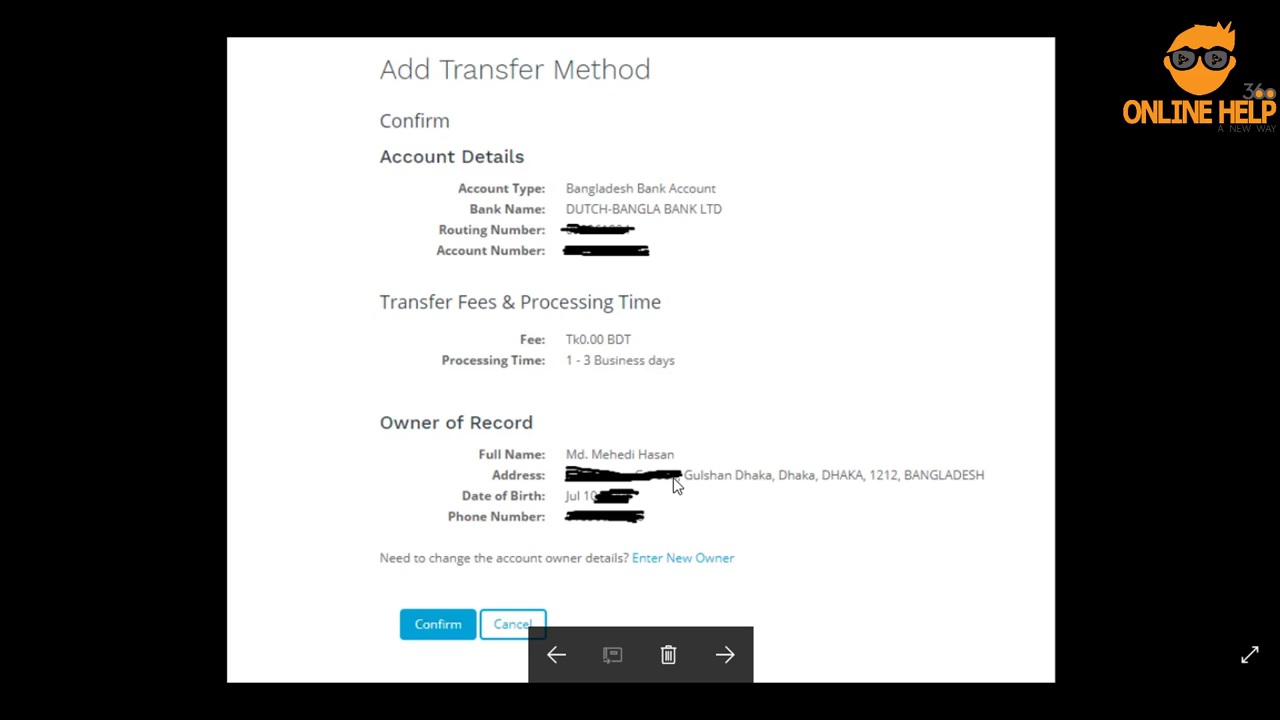 Add Transfer Method
Confirm
Account Details
Account Type: Bangladesh Bank Account
Bank Name: DUTCH-BANGLA BANK LTD
Routing Number:
Account Number:
Transfer Fees & Processing Time
Fee: Tk0.00 BDT
Processing Time: 1 - 3 Business days
Owner of Record
Full Name: Md. Mehedi Hasan
Address: Gulshan Dhaka, Dhaka, DHAKA, 1212, BANGLADESH
Date of Birth: Jul 10
Phone Number:
Need to change the account owner details? Enter New Owner
Confirm Cancel
360
ONLINE HELP
A NEW WAY